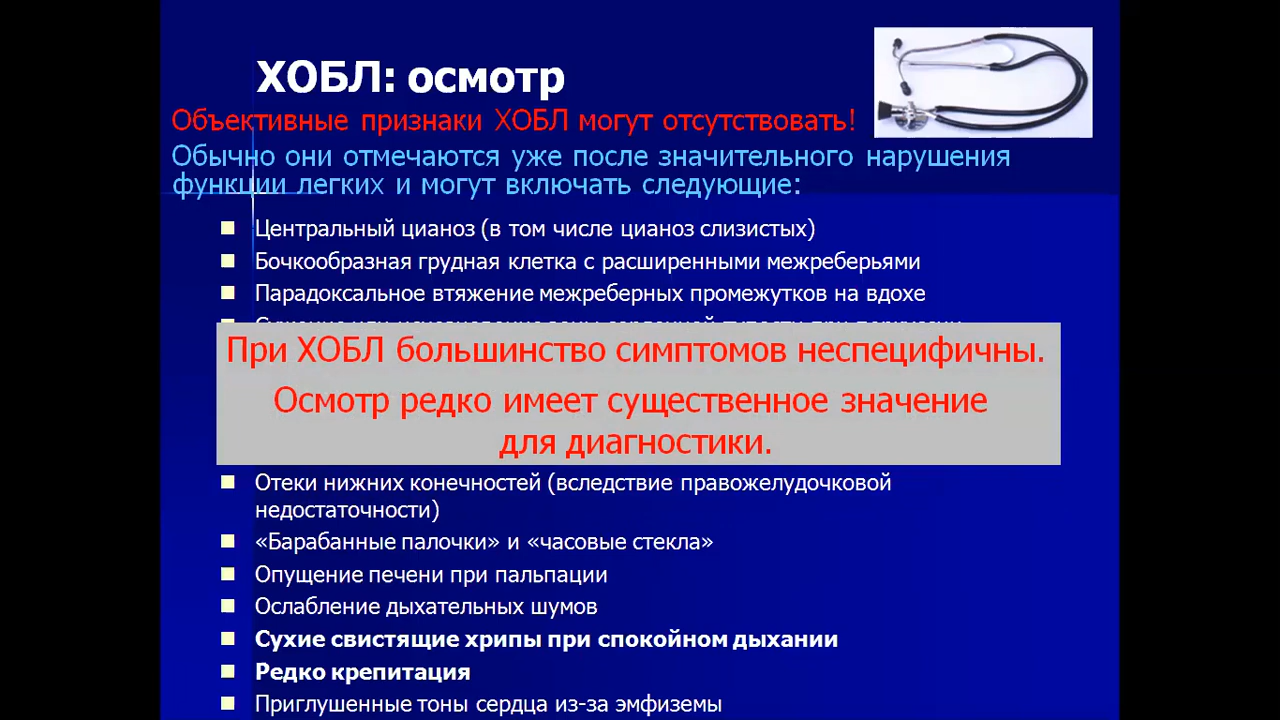 ХОБЛ: осмотр
Объективные признаки ХОБЛ могут отсутствовать!
Обычно они отмечаются уже после значительного нарушения
функции легких и могут включать следующие:
Центральный цианоз (в том числе цианоз слизистых)
Бочкообразная грудная клетка с расширенными межреберьями
Парадоксальное втяжение межреберных промежутков на вдохе
При ХОБЛ большинство симптомов неспецифичны.
Осмотр редко имеет существенное значение
для диагностики.
Отеки нижних конечностей (вследствие правожелудочковой
недостаточности)
«Барабанные палочки» и «часовые стекла»
Опущение печени при пальпации
Ослабление дыхательных шумов
Сухие свистящие хрипы при спокойном дыхании
Редко крепитация
Приглушенные тоны сердца из-за эмфиземы